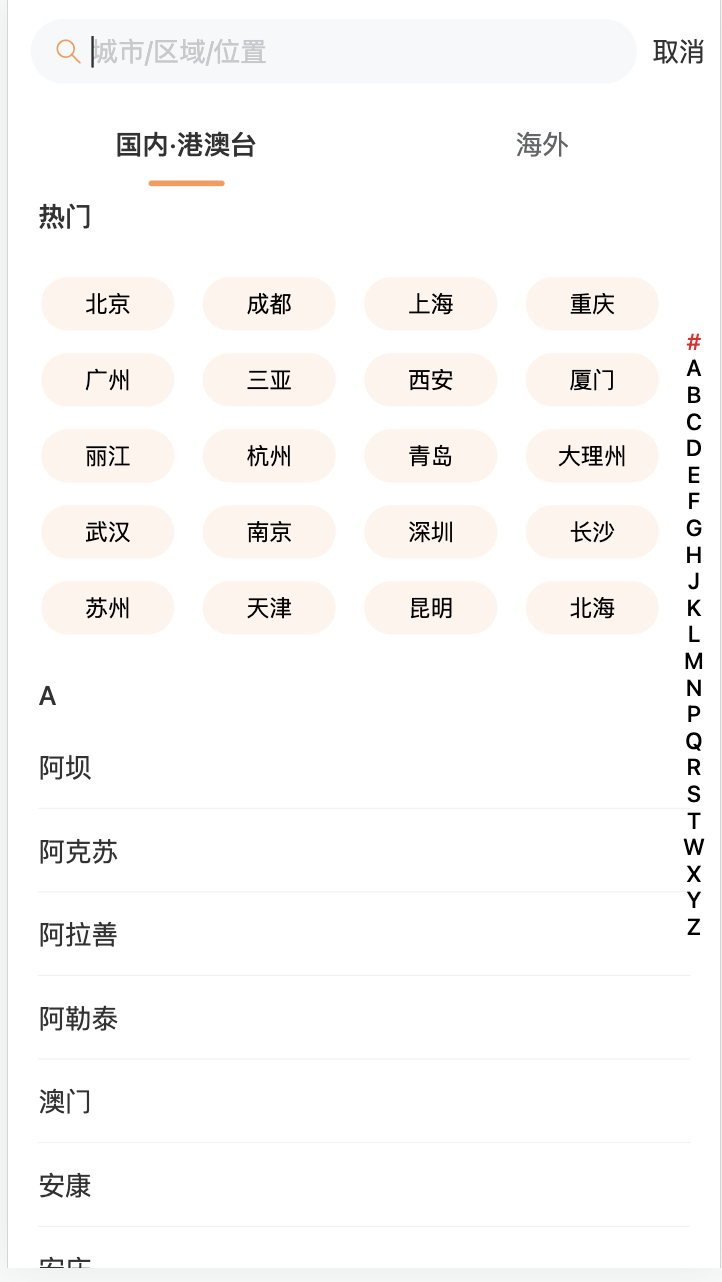 城市/区域/位置 取消
国内·港澳台 海外
热门
北京 成都 上海 重庆
广州 三亚 西安 厦门
丽江 杭州 青岛 大理州
武汉 南京 深圳 长沙
苏州 天津 昆明 北海
#
A
B
C
D
E
F
G
H
J
K
L
M
N
P
Q
R
S
T
W
X
Y
Z
A
阿坝
阿克苏
阿拉善
阿勒泰
澳门
安康